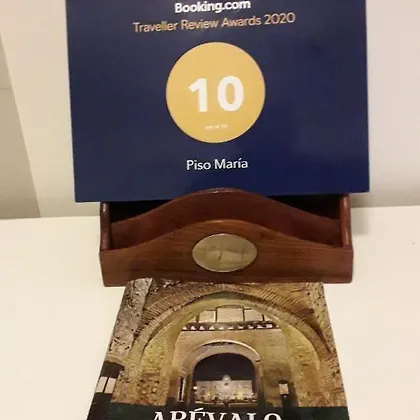 Booking.com
Traveller Review Awards 2020
10
Piso María
ARÉVALO